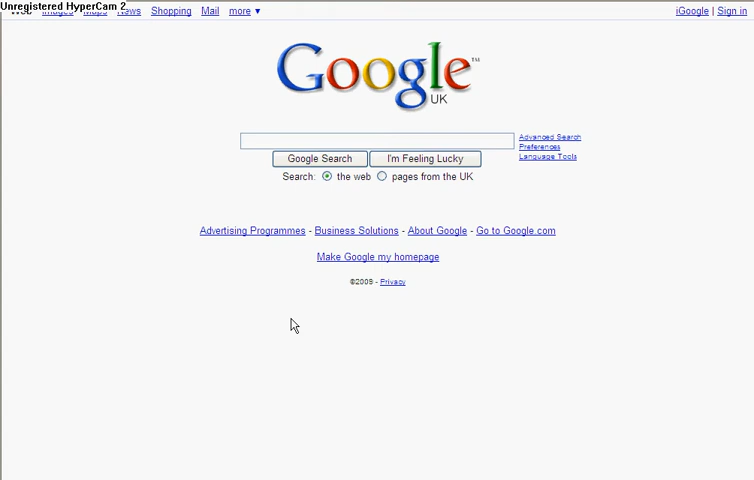 Unregistered HyperCam 2
Web Images Maps News Shopping Mail more ▼ iGoogle | Sign in
Google™
UK
Advanced Search
Preferences
Language Tools
Google Search I'm Feeling Lucky
Search: the web pages from the UK
Advertising Programmes - Business Solutions - About Google - Go to Google.com
Make Google my homepage
©2009 - Privacy